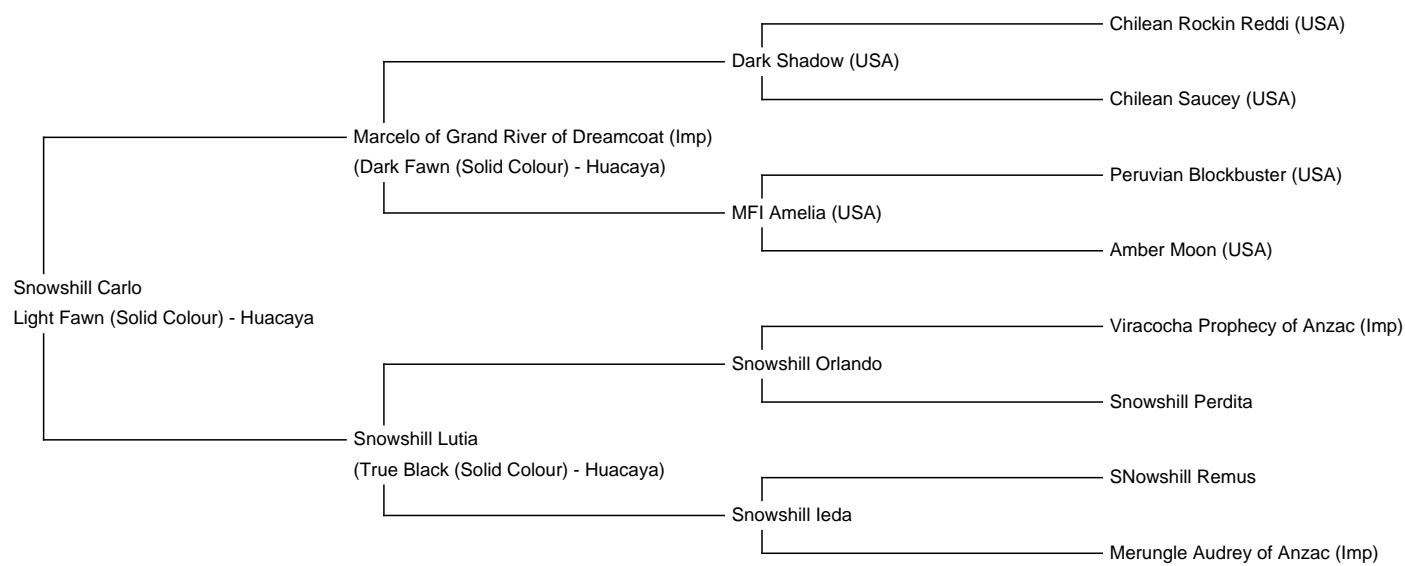 Chilean Rockin Reddi (USA)
Dark Shadow (USA)
Chilean Saucey (USA)
Marcelo of Grand River of Dreamcoat (Imp)
(Dark Fawn (Solid Colour) - Huacaya)
Peruvian Blockbuster (USA)
MFI Amelia (USA)
Amber Moon (USA)
Snowshill Carlo
Light Fawn (Solid Colour) - Huacaya
Viracocha Prophecy of Anzac (Imp)
Snowshill Orlando
Snowshill Perdita
Snowshill Lutia
(True Black (Solid Colour) - Huacaya)
SNowshill Remus
Snowshill Ieda
Merungle Audrey of Anzac (Imp)